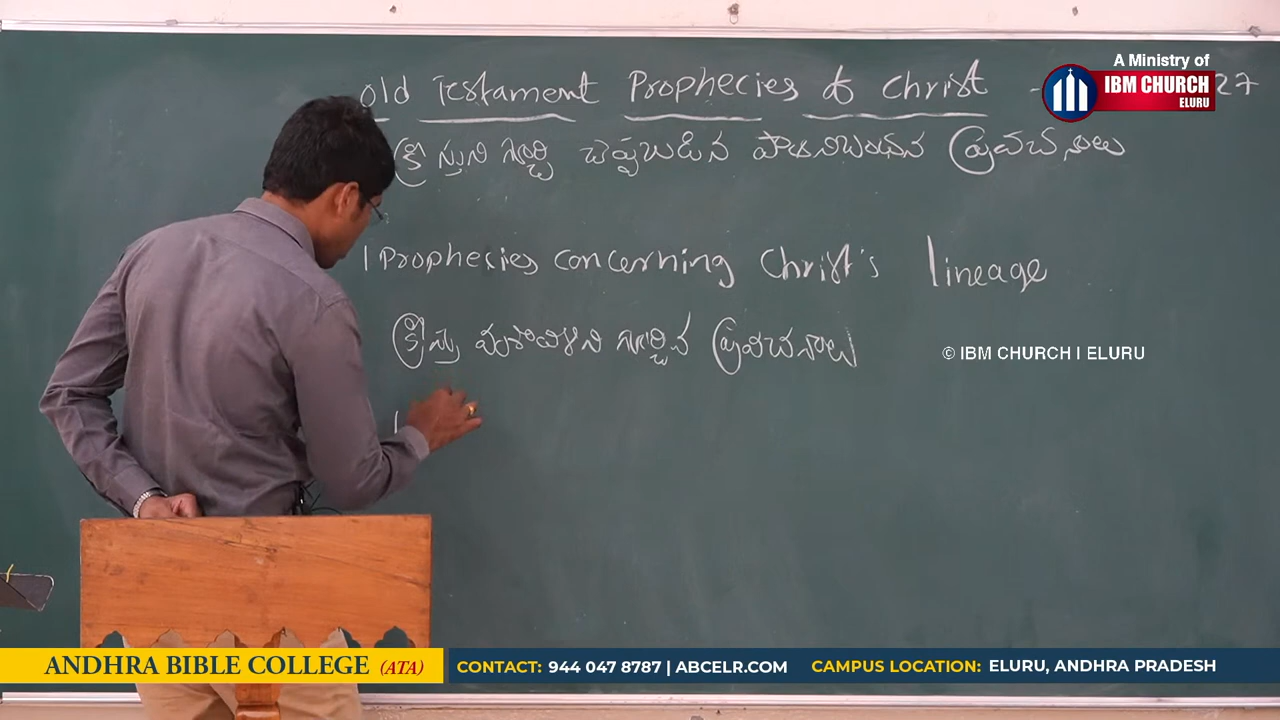 A Ministry of
IBM CHURCH
ELURU
old Testament Prophecies of Christ - 27
క్రీస్తుని గూర్చి చెప్పబడిన పాతనిబంధన ప్రవచనాలు
1 Prophecies concerning Christ's lineage
క్రీస్తు వంశావళిని గూర్చిన ప్రవచనాలు
© IBM CHURCH I ELURU
ANDHRA BIBLE COLLEGE (ATA)
CONTACT: 944 047 8787 | ABCELR.COM CAMPUS LOCATION: ELURU, ANDHRA PRADESH